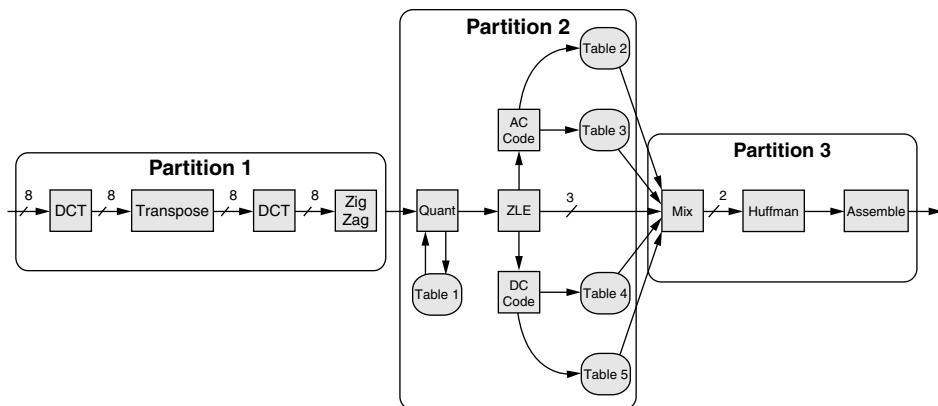 Partition 2
Table 2
AC
Code
Table 3
Partition 1
Partition 3
8
DCT
8
Transpose
8
DCT
8
Zig
Zag
Quant
ZLE
3
Mix
2
Huffman
Assemble
Table 1
DC
Code
Table 4
Table 5